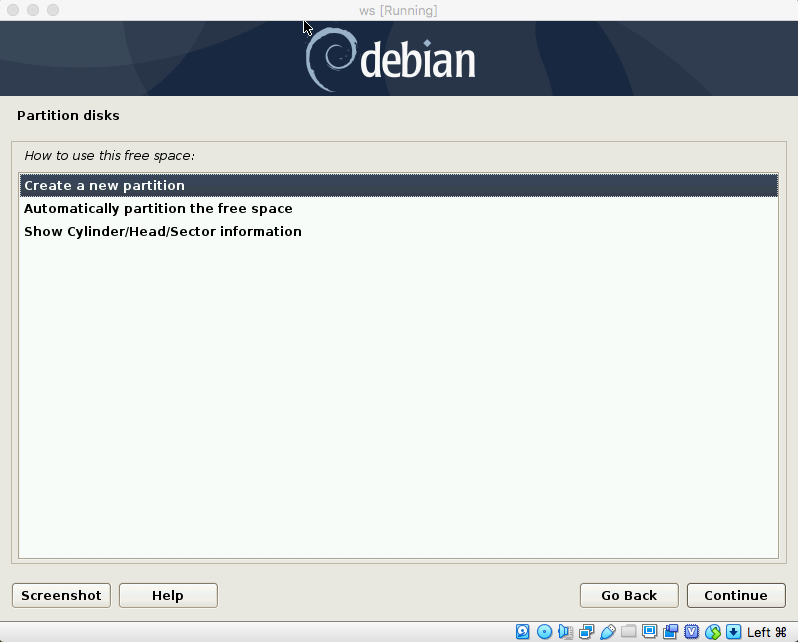 ws [Running]
debian
Partition disks
How to use this free space:
Create a new partition
Automatically partition the free space
Show Cylinder/Head/Sector information
Screenshot Help Go Back Continue
Left ⌘